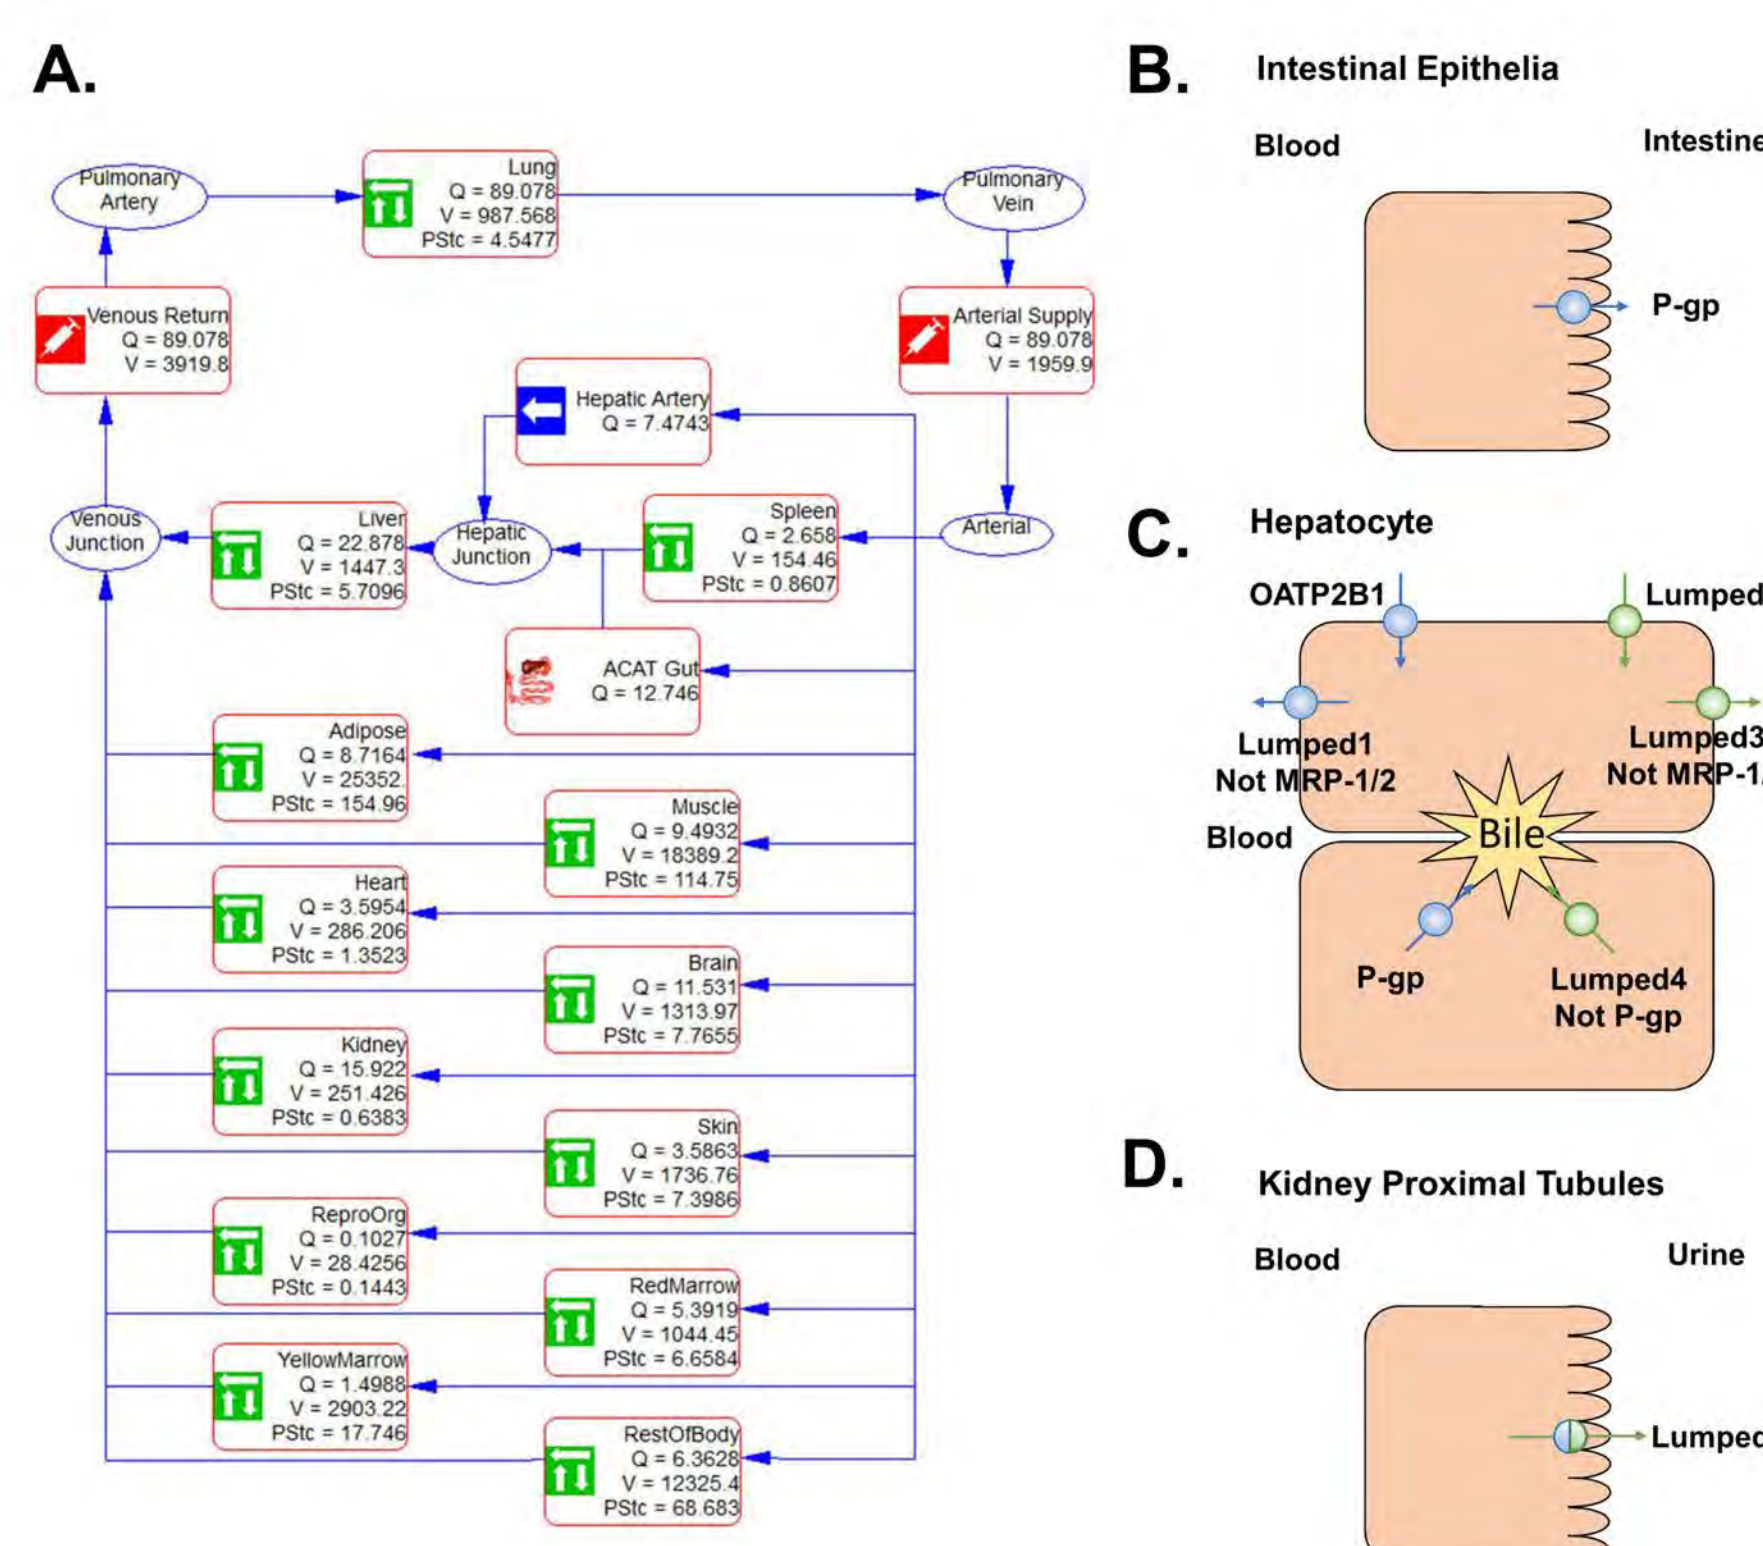 A.
Pulmonary
Artery
Lung
Q = 89.078
V = 987.568
PStc = 4.5477
Pulmonary
Vein
Venous Return
Q = 89.078
V = 3919.8
Arterial Supply
Q = 89.078
V = 1959.9
Hepatic Artery
Q = 7.4743
Venous
Junction
Liver
Q = 22.878
V = 1447.3
PStc = 5.7096
Hepatic
Junction
Spleen
Q = 2.658
V = 154.46
PStc = 0.8607
Arterial
ACAT Gut
Q = 12.746
Adipose
Q = 8.7164
V = 25352.
PStc = 154.96
Muscle
Q = 9.4932
V = 18389.2
PStc = 114.75
Heart
Q = 3.5954
V = 286.206
PStc = 1.3523
Brain
Q = 11.531
V = 1313.97
PStc = 7.7655
Kidney
Q = 15.922
V = 251.426
PStc = 0.6383
Skin
Q = 3.5863
V = 1736.76
PStc = 7.3986
ReproOrg
Q = 0.1027
V = 28.4256
PStc = 0.1443
RedMarrow
Q = 5.3919
V = 1044.45
PStc = 6.6584
YellowMarrow
Q = 1.4988
V = 2903.22
PStc = 17.746
RestOfBody
Q = 6.3628
V = 12325.4
PStc = 68.683
B.
Intestinal Epithelia
Blood
Intestine
P-gp
C.
Hepatocyte
OATP2B1
Lumped
Lumped1
Not MRP-1/2
Lumped3
Not MRP-1/
Blood
Bile
P-gp
Lumped4
Not P-gp
D.
Kidney Proximal Tubules
Blood
Urine
Lumped